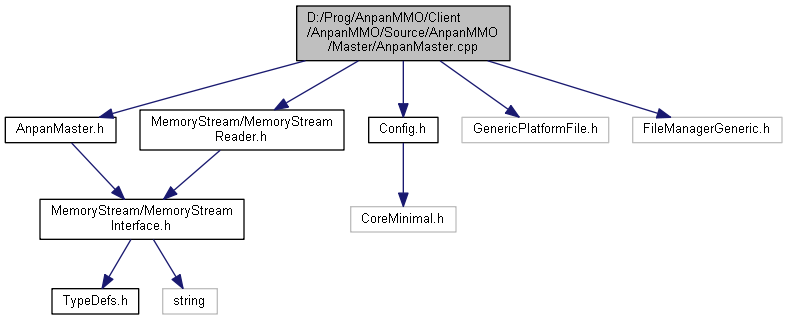 D:/Prog/AnpanMMO/Client
/AnpanMMO/Source/AnpanMMO
/Master/AnpanMaster.cpp
AnpanMaster.h
MemoryStream/MemoryStream
Reader.h
Config.h
GenericPlatformFile.h
FileManagerGeneric.h
MemoryStream/MemoryStream
Interface.h
CoreMinimal.h
TypeDefs.h
string